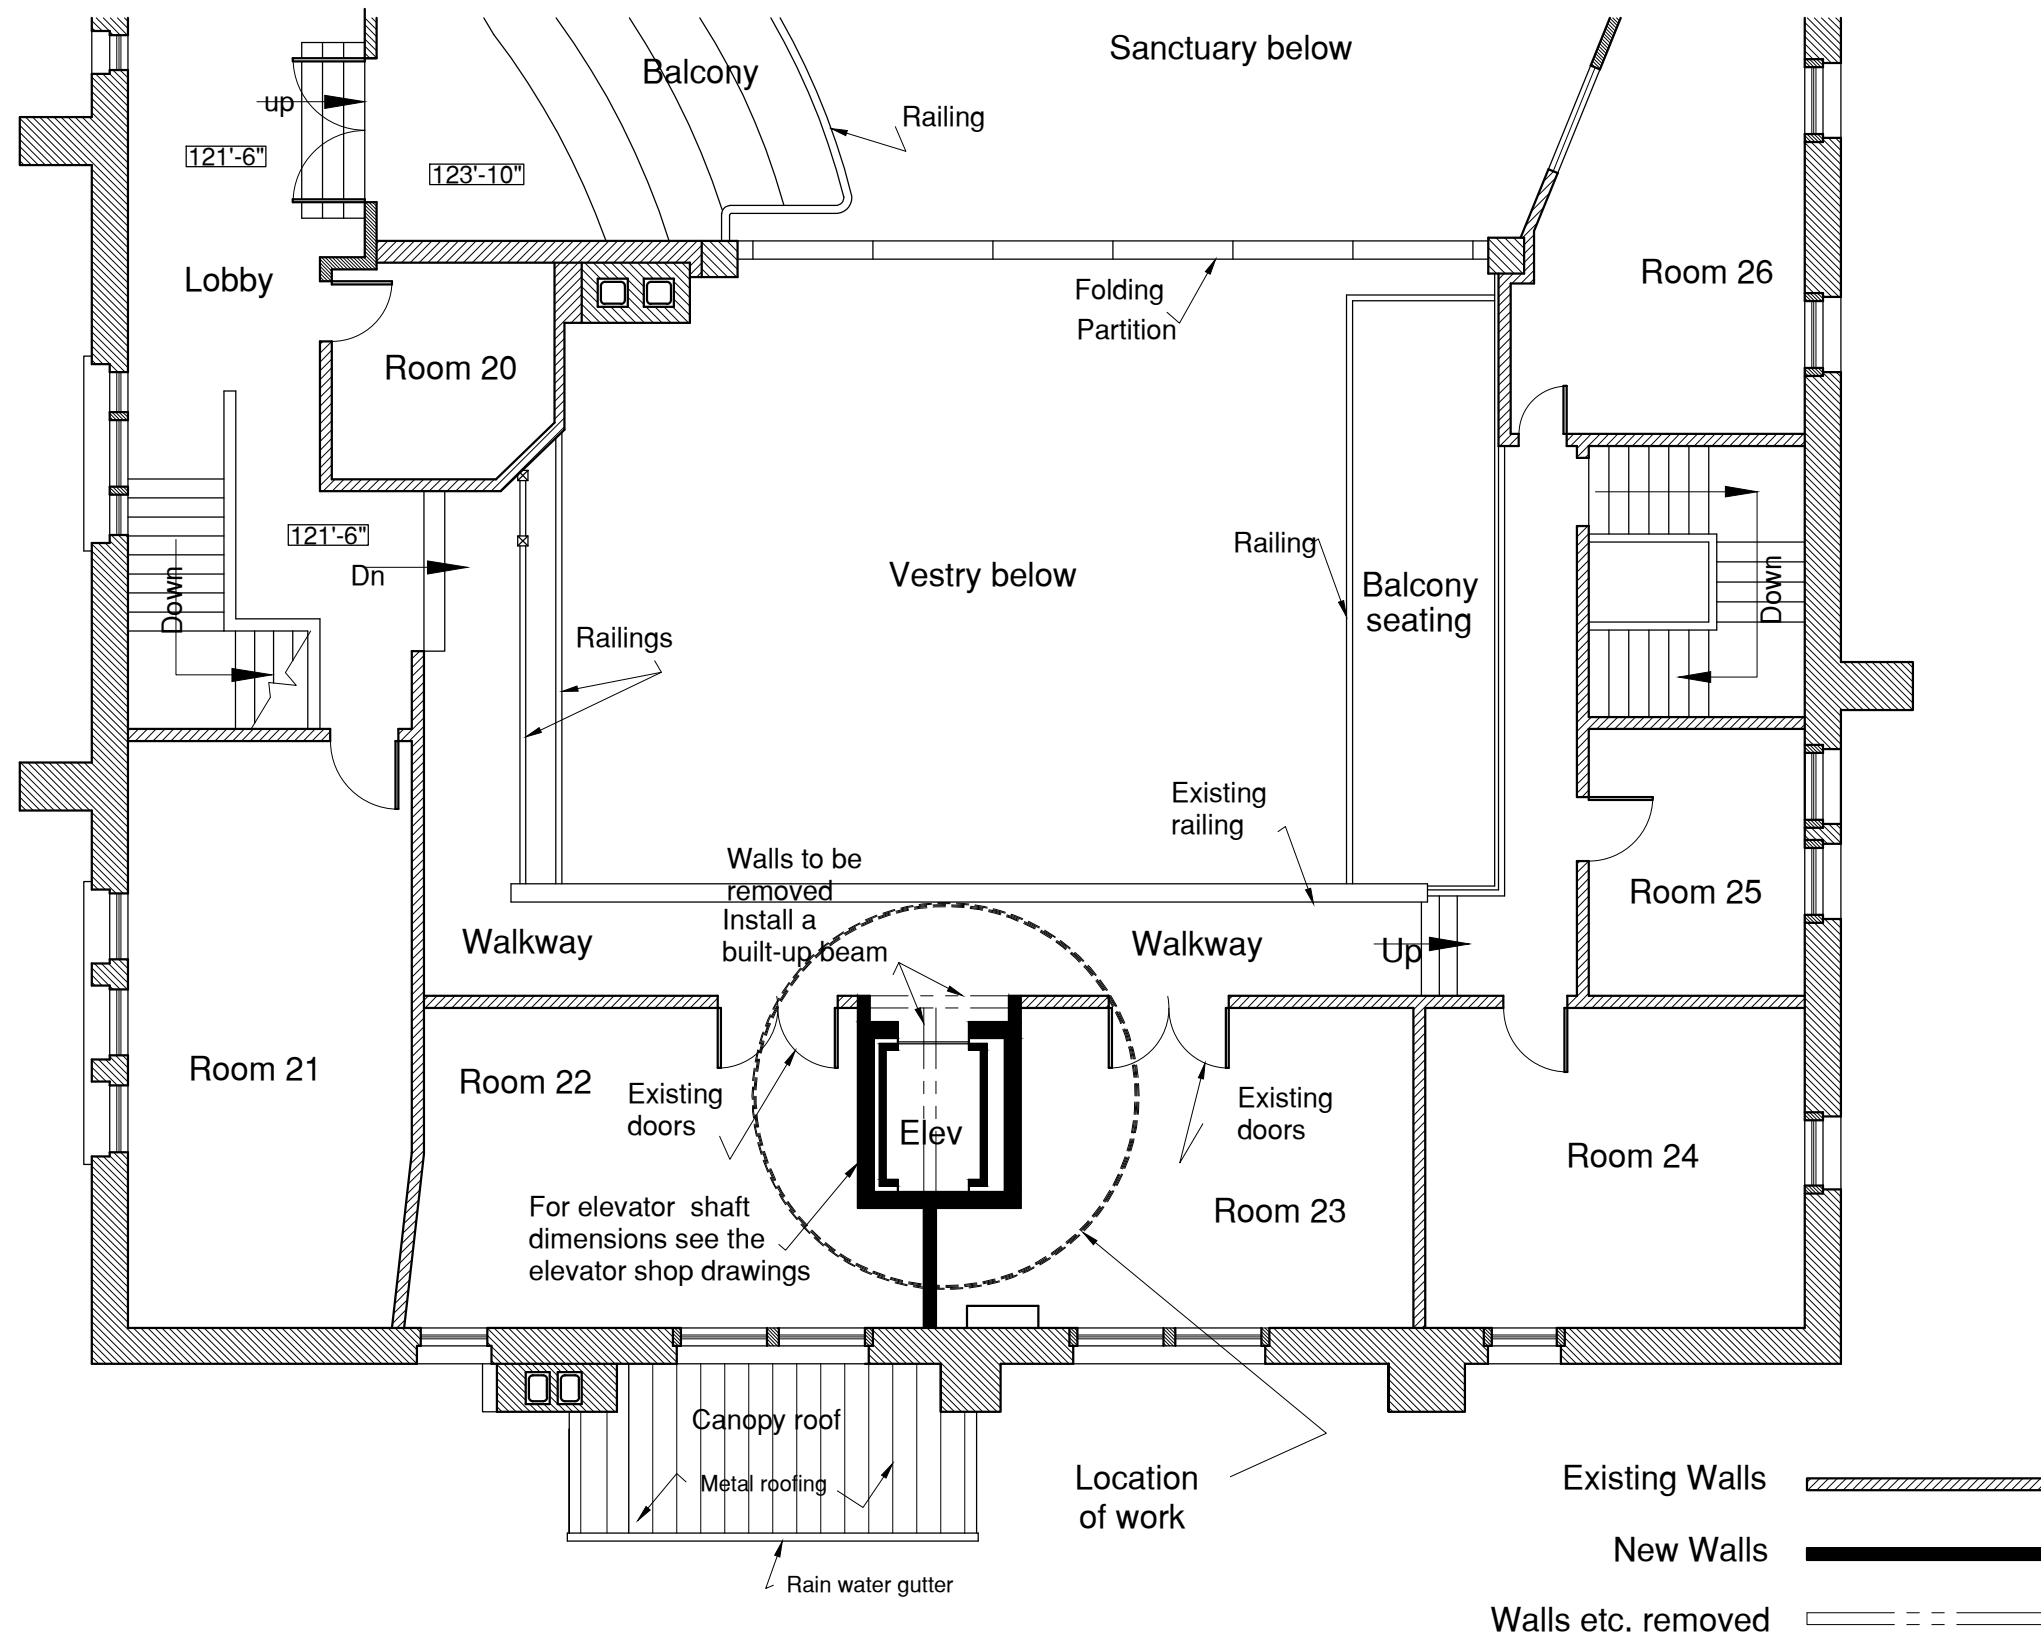 Sanctuary below
Balcony
up
Railing
121'-6"
123'-10"
Lobby
Room 26
Folding
Partition
Room 20
121'-6"
Dn
Down
Vestry below
Railing
Balcony
seating
Down
Railings
Existing
railing
Walls to be
removed
Install a
built-up beam
Room 25
Walkway
Walkway
Up
Room 21
Room 22
Existing
doors
Elev
Existing
doors
Room 24
For elevator shaft
dimensions see the
elevator shop drawings
Room 23
Canopy roof
Metal roofing
Location
of work
Rain water gutter
Existing Walls
New Walls
Walls etc. removed